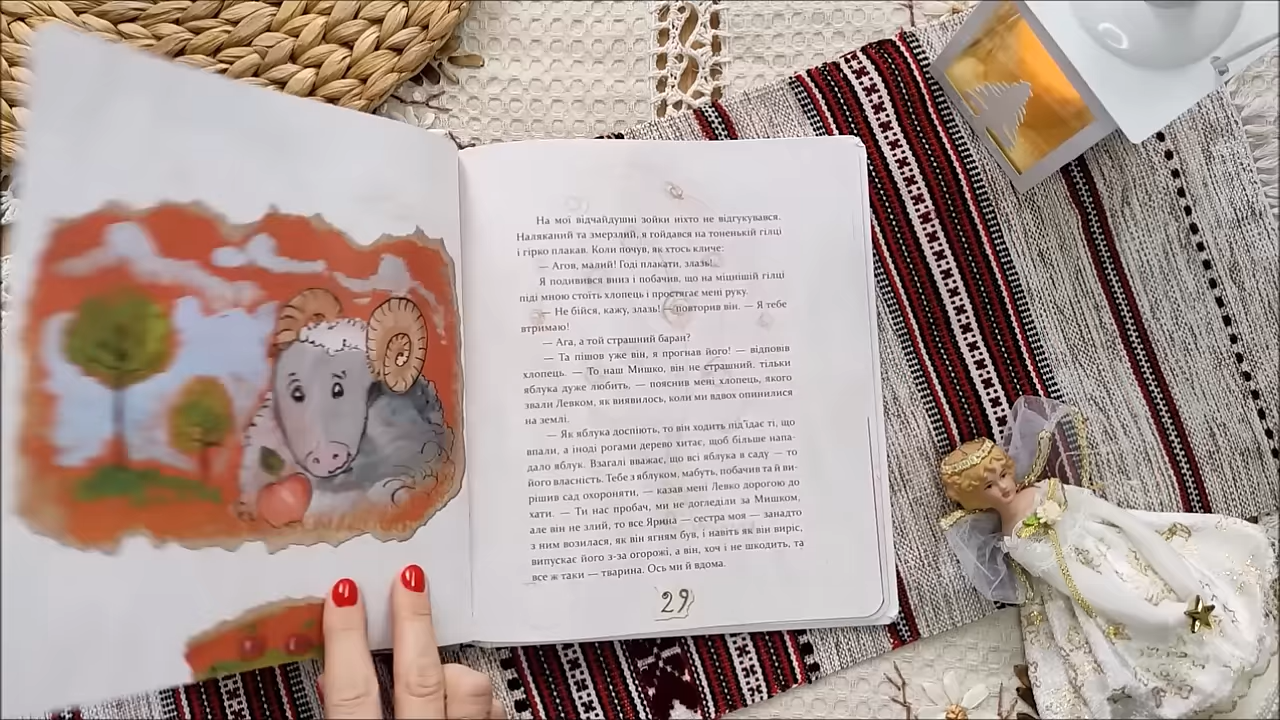 На мої відчайдушні зойки ніхто не відгукувався.
Наляканий та змерзлий, я гойдався на тоненькій гілці
і гірко плакав. Коли почув, як хтось кличе:
— Агов, малий! Годі плакати, злазь!
Я подивився вниз і побачив, що на міцнішій гілці
піді мною стоїть хлопець і простягає мені руку.
— Не бійся, кажу, злазь! — повторив він. — Я тебе
втримаю!
— Ага, а той страшний баран?
— Та пішов уже він, я прогнав його! — відповів
хлопець. — То наш Мишко, він не страшний, тільки
яблука дуже любить, — пояснив мені хлопець, якого
звали Левком, як виявилось, коли ми вдвох опинилися
на землі.
— Як яблука доспіють, то він ходить під'їдає ті, що
впали, а іноді рогами дерево хитає, щоб більше напа-
дало яблук. Взагалі вважає, що всі яблука в саду — то
його власність. Тебе з яблуком, мабуть, побачив та й ви-
рішив сад охороняти, — казав мені Левко дорогою до
хати. — Ти нас пробач, ми не догледіли за Мишком,
але він не злий, то все Ярина — сестра моя — занадто
з ним возилася, як він ягням був, і навіть як він виріс,
випускає його з-за огорожі, а він, хоч і не шкодить, та
все ж таки — тварина. Ось ми й вдома.
29